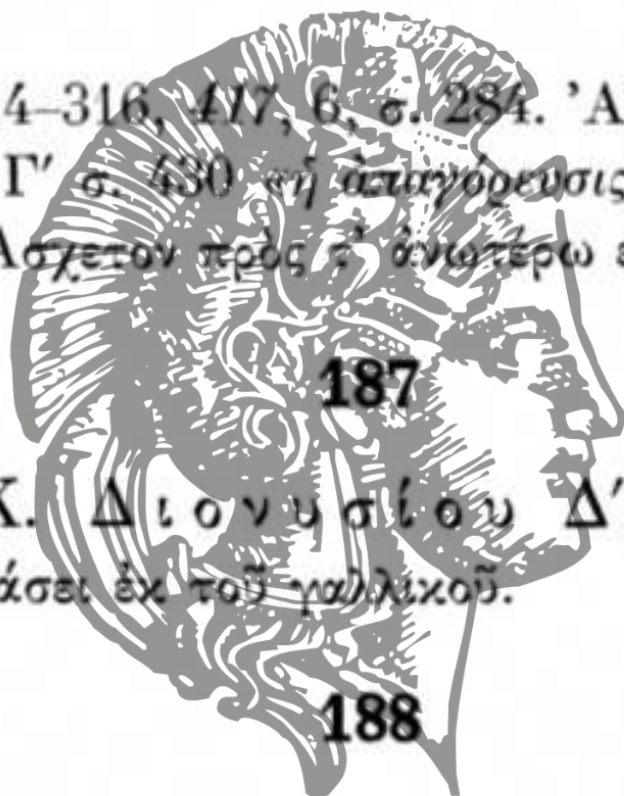 4–316, 417, 6, σ. 284. ’Α
Γ′ σ. 430 «ἡ ἀπαγόρευσις
Ἄσχετον πρὸς τ’ ἀνωτέρω
187
Κ. Διονυσίου Δ′
άσει ἐκ τοῦ γαλλικοῦ.
188